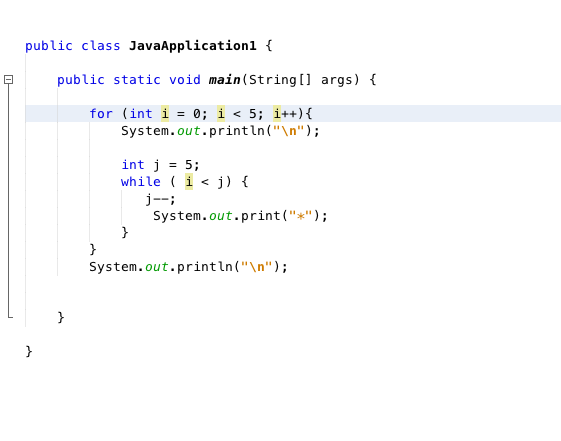 public class JavaApplication1 {
public static void main(String[] args) {
for (int i = 0; i < 5; i++){
System.out.println("\n");
int j = 5;
while ( i < j) {
j--;
System.out.print("*");
}
}
System.out.println("\n");
}
}